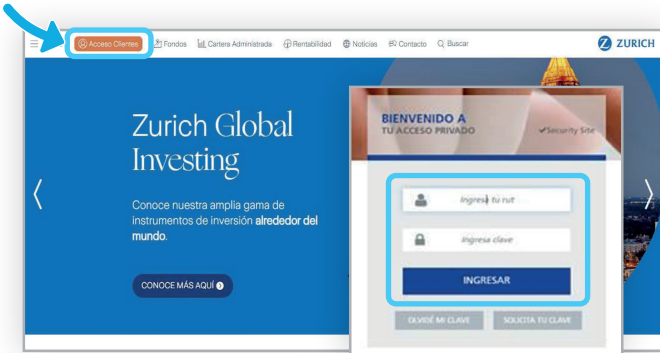 Acceso Clientes Fondos Cartera Administrada Rentabilidad Noticias Contacto Buscar ZURICH
Zurich Global
Investing
Conoce nuestra amplia gama de
instrumentos de inversión alrededor del
mundo.
CONOCE MÁS AQUÍ
BIENVENIDO A
TU ACCESO PRIVADO
Security Site
Ingresa tu rut
Ingresa clave
INGRESAR
OLVIDÉ MI CLAVE SOLICITA TU CLAVE